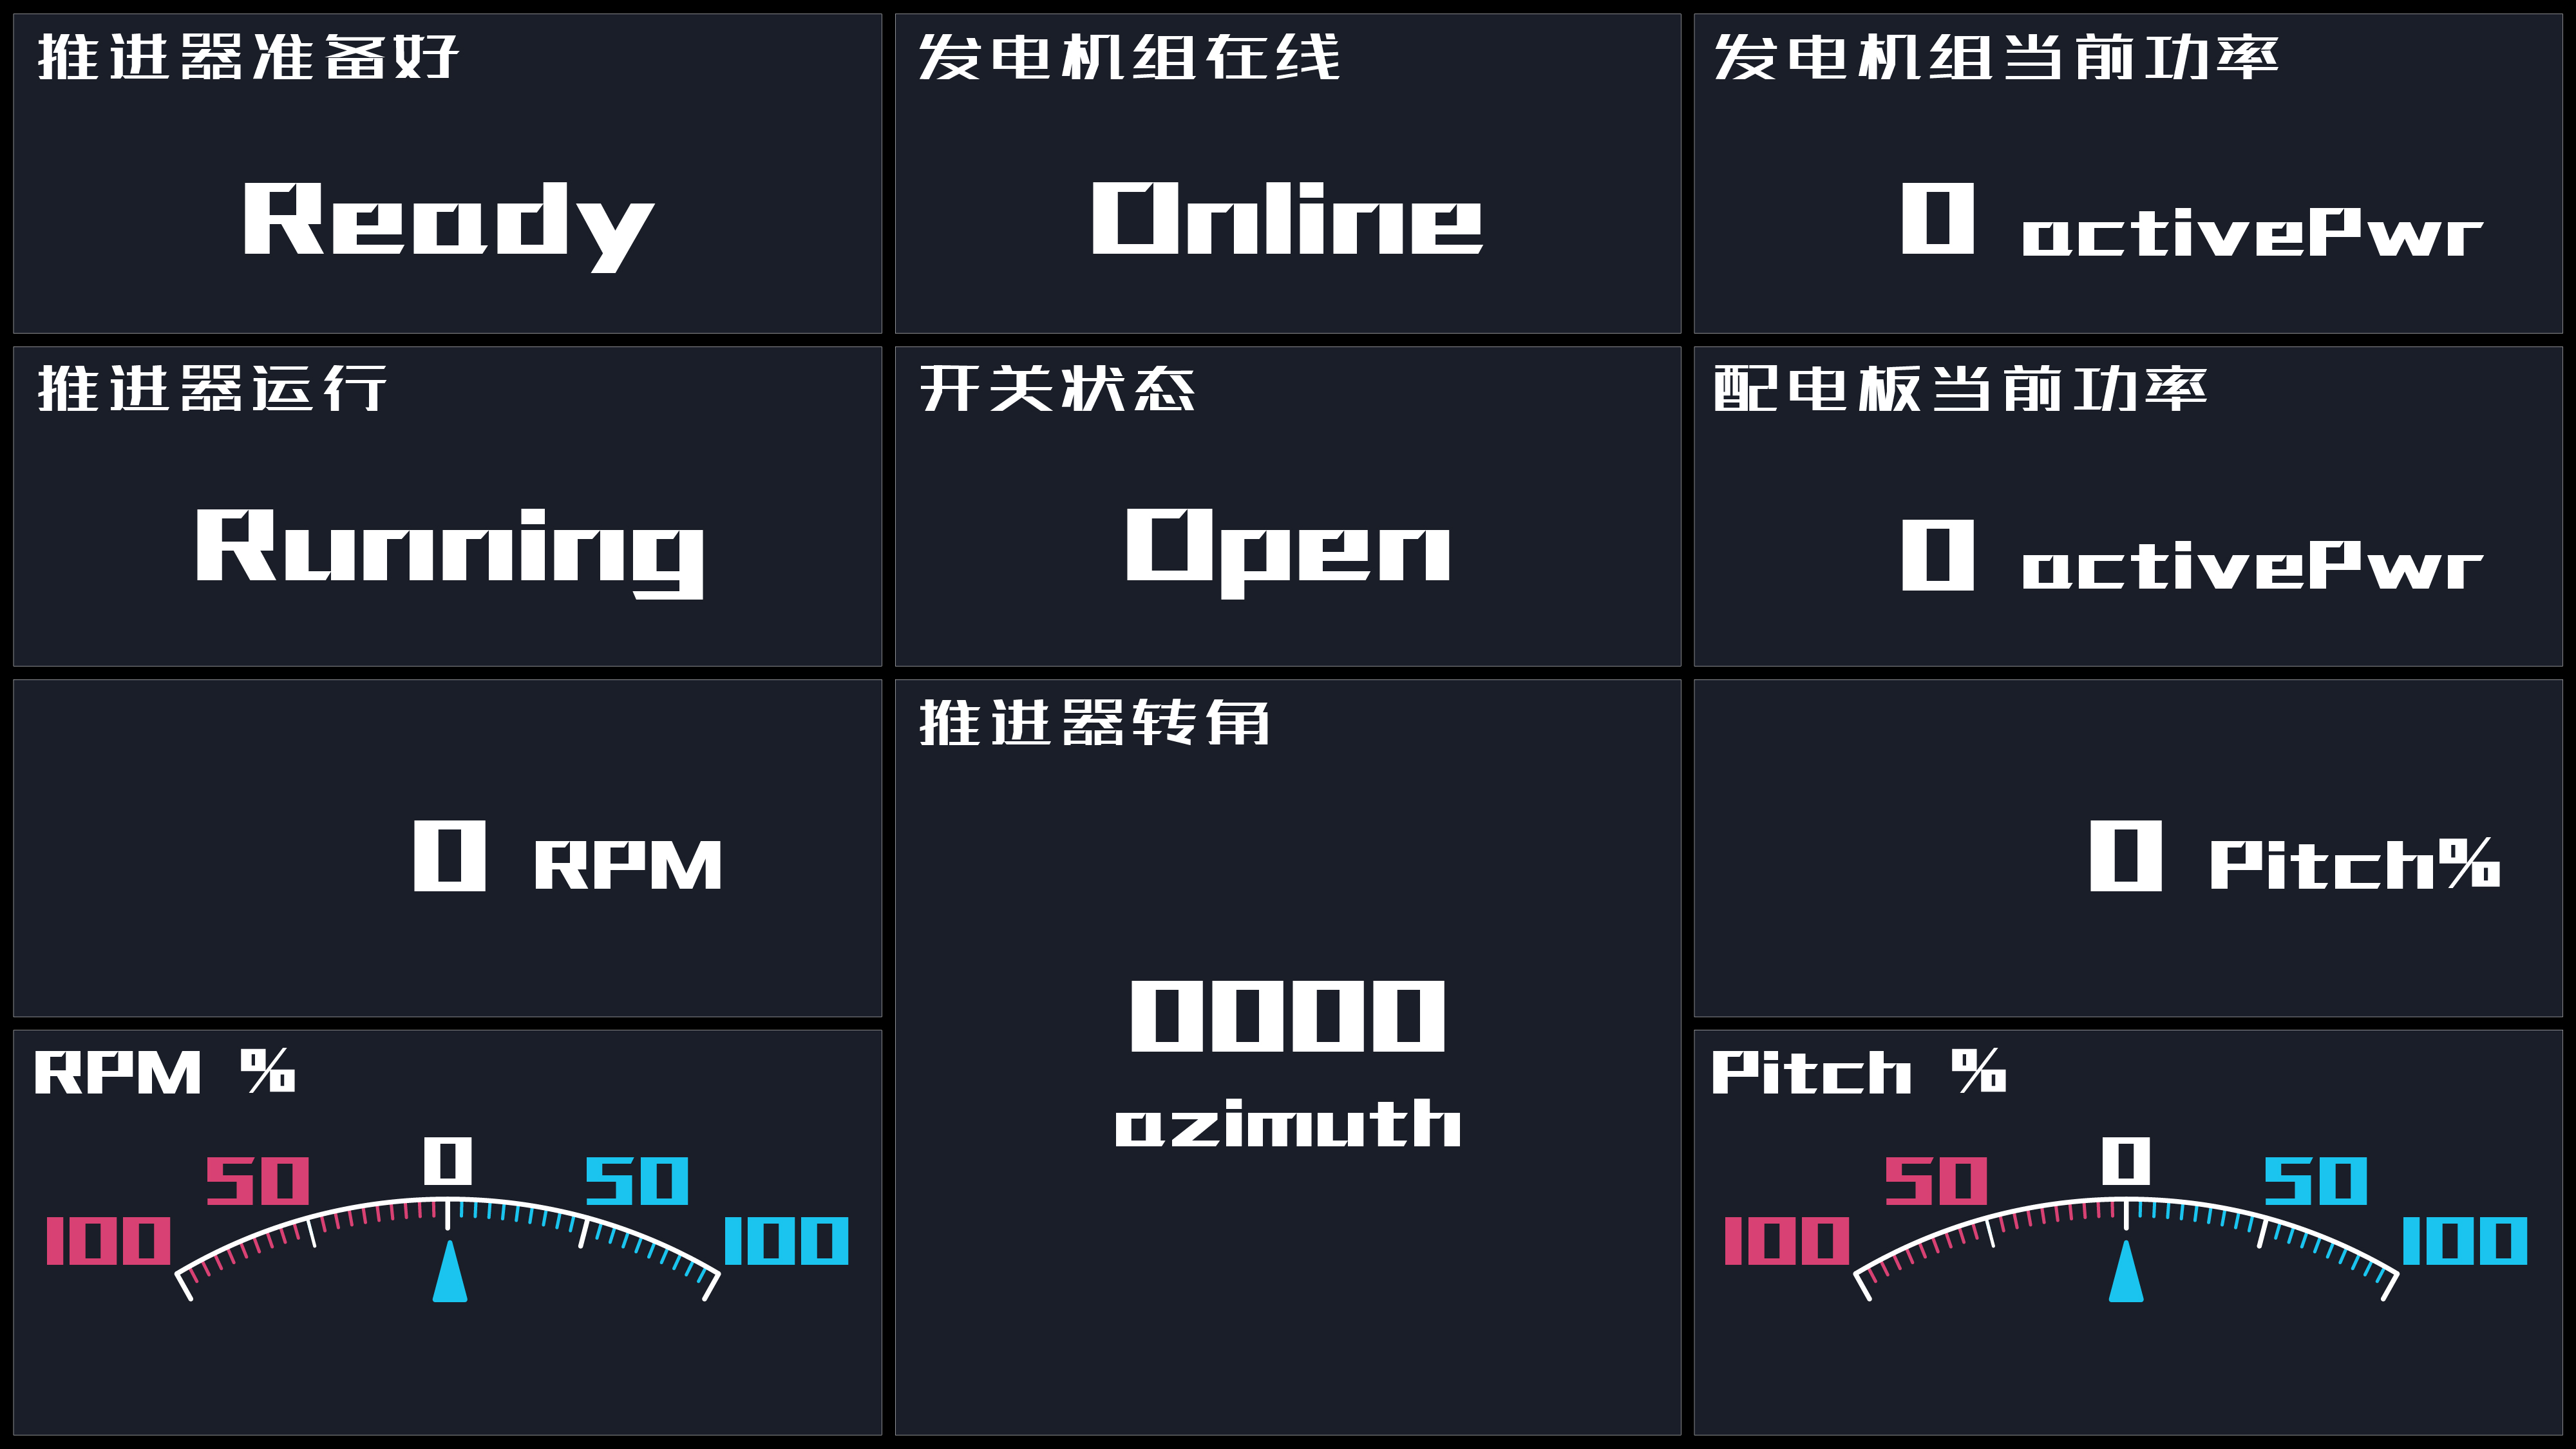 推进器准备好
Ready
发电机组在线
Online
发电机组当前功率
0 activePwr
推进器运行
Running
开关状态
Open
配电板当前功率
0 activePwr
0 RPM
推进器转角
0000
azimuth
0 Pitch%
RPM %
100 50 0 50 100
Pitch %
100 50 0 50 100